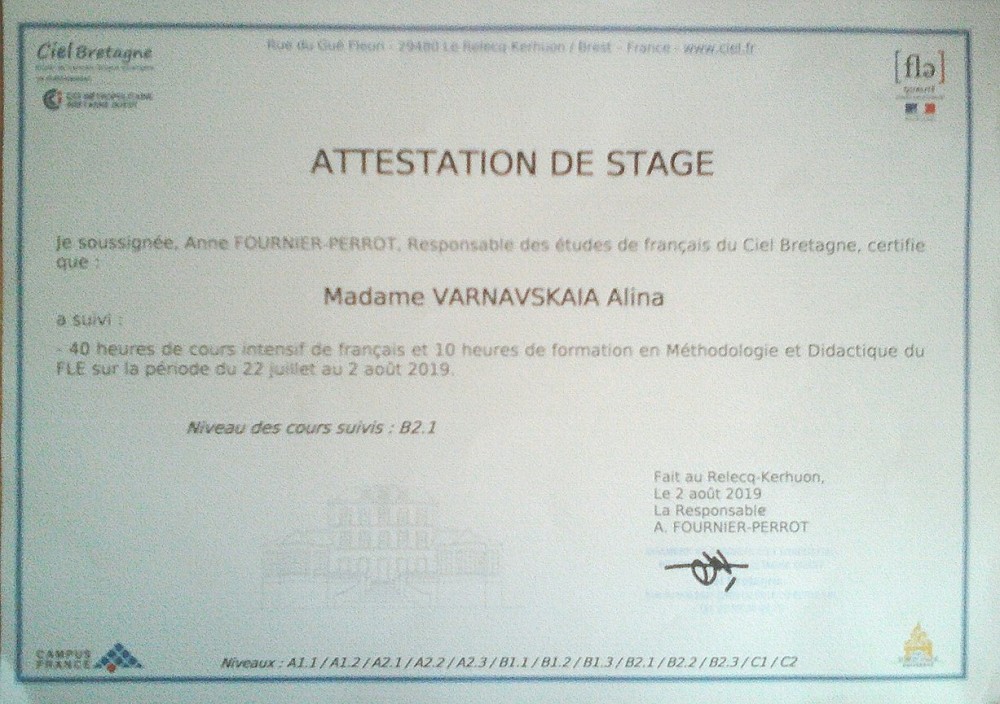 Ciel Bretagne
Rue du Gué Fleuri - 29480 Le Relecq Kerhuon / Brest - France - www.ciel.fr
[flə]
QUALITÉ
CCI MÉTROPOLITAINE
BRETAGNE OUEST
ATTESTATION DE STAGE
Je soussignée, Anne FOURNIER-PERROT, Responsable des études de français du Ciel Bretagne, certifie
que :
Madame VARNAVSKAIA Alina
a suivi :
- 40 heures de cours intensif de français et 10 heures de formation en Méthodologie et Didactique du
FLE sur la période du 22 juillet au 2 août 2019.
Niveau des cours suivis : B2.1
Fait au Relecq-Kerhuon,
Le 2 août 2019
La Responsable
A. FOURNIER-PERROT
CAMPUS
FRANCE
Niveaux : A1.1 / A1.2 / A2.1 / A2.2 / A2.3 / B1.1 / B1.2 / B1.3 / B2.1 / B2.2 / B2.3 / C1 / C2